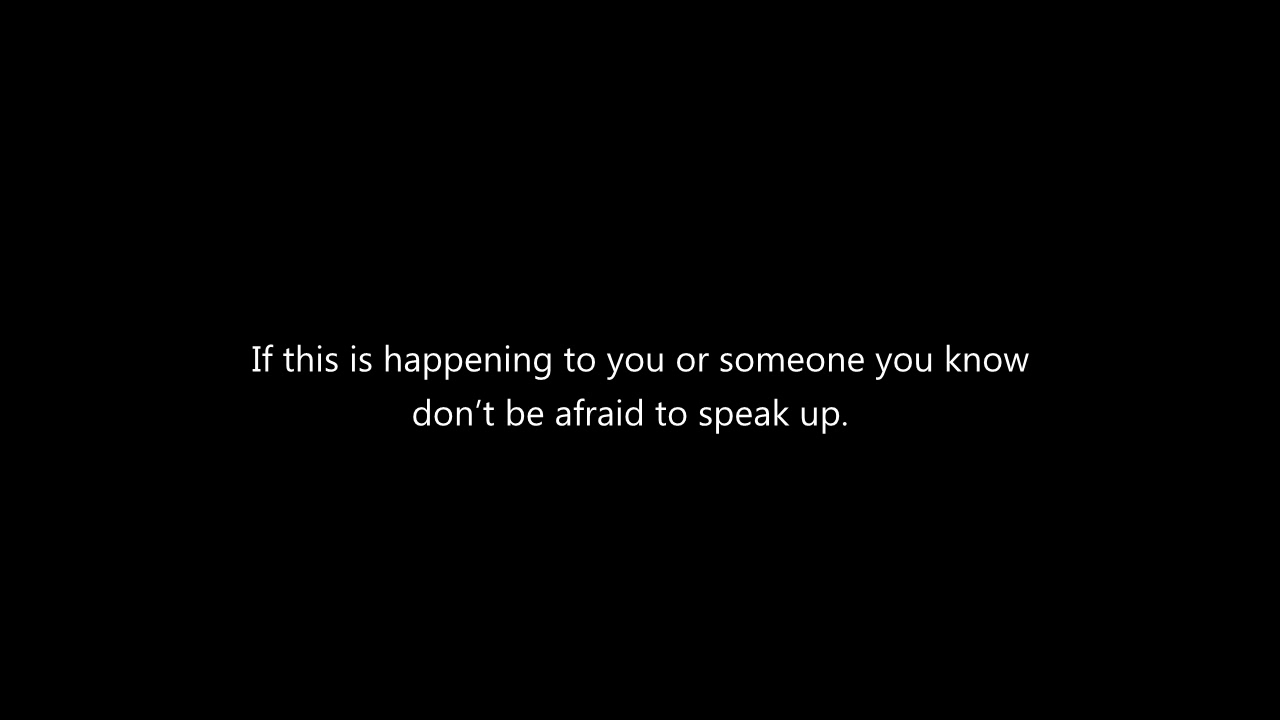 If this is happening to you or someone you know
don't be afraid to speak up.